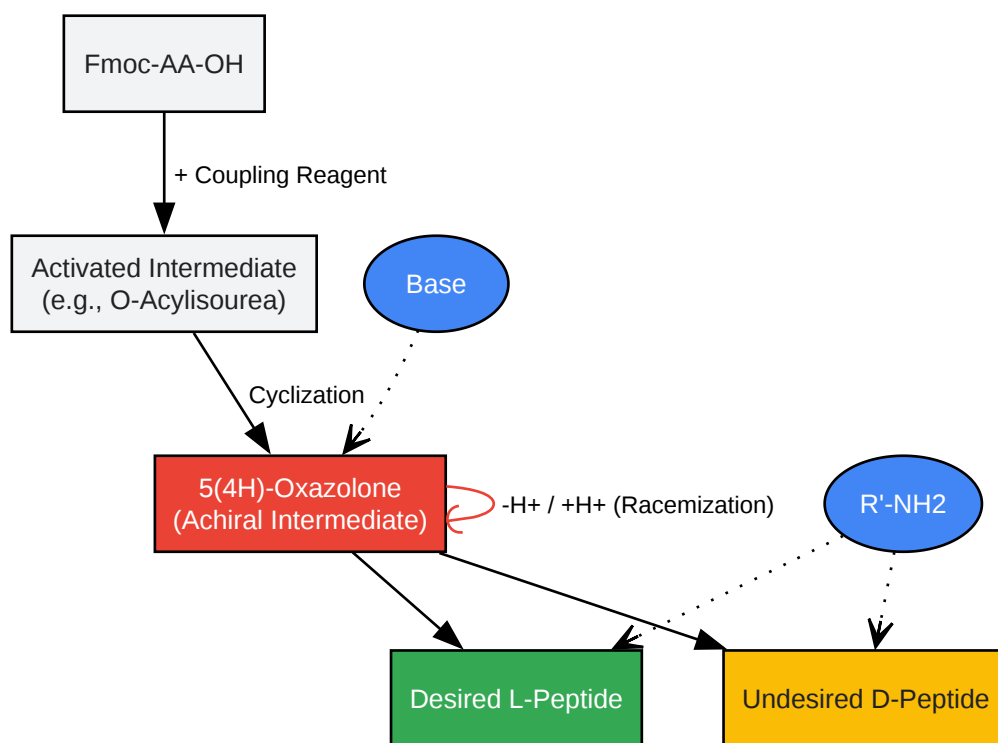 Fmoc-AA-OH
+ Coupling Reagent
Activated Intermediate
(e.g., O-Acylisourea)
Base
Cyclization
5(4H)-Oxazolone
(Achiral Intermediate)
-H+ / +H+ (Racemization)
R'-NH2
Desired L-Peptide
Undesired D-Peptide